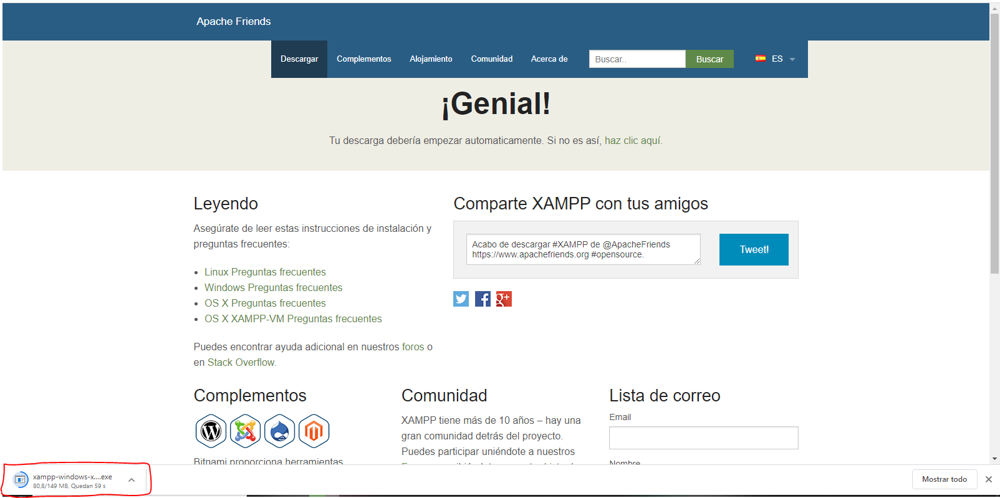 Apache Friends
Descargar Complementos Alojamiento Comunidad Acerca de Buscar.. Buscar ES
¡Genial!
Tu descarga debería empezar automaticamente. Si no es así, haz clic aquí.
Leyendo
Asegúrate de leer estas instrucciones de instalación y
preguntas frecuentes:
Linux Preguntas frecuentes
Windows Preguntas frecuentes
OS X Preguntas frecuentes
OS X XAMPP-VM Preguntas frecuentes
Puedes encontrar ayuda adicional en nuestros foros o
en Stack Overflow.
Comparte XAMPP con tus amigos
Acabo de descargar #XAMPP de @ApacheFriends
https://www.apachefriends.org #opensource.
Tweet!
Complementos
Bitnami proporciona herramientas
Comunidad
XAMPP tiene más de 10 años – hay una
gran comunidad detrás del proyecto.
Puedes participar uniéndote a nuestros
Lista de correo
Email
Nombre
xampp-windows-x....exe
80,8/149 MB, Quedan 59 s
Mostrar todo